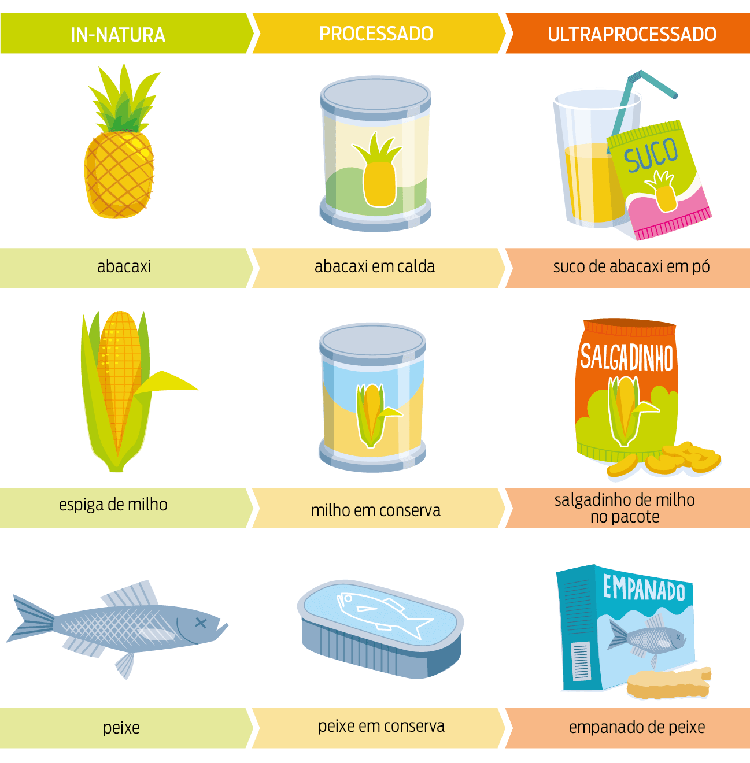 IN-NATURA
PROCESSADO
ULTRAPROCESSADO
SUCO
abacaxi
abacaxi em calda
suco de abacaxi em pó
SALGADINHO
espiga de milho
milho em conserva
salgadinho de milho
no pacote
EMPANADO
peixe
peixe em conserva
empanado de peixe